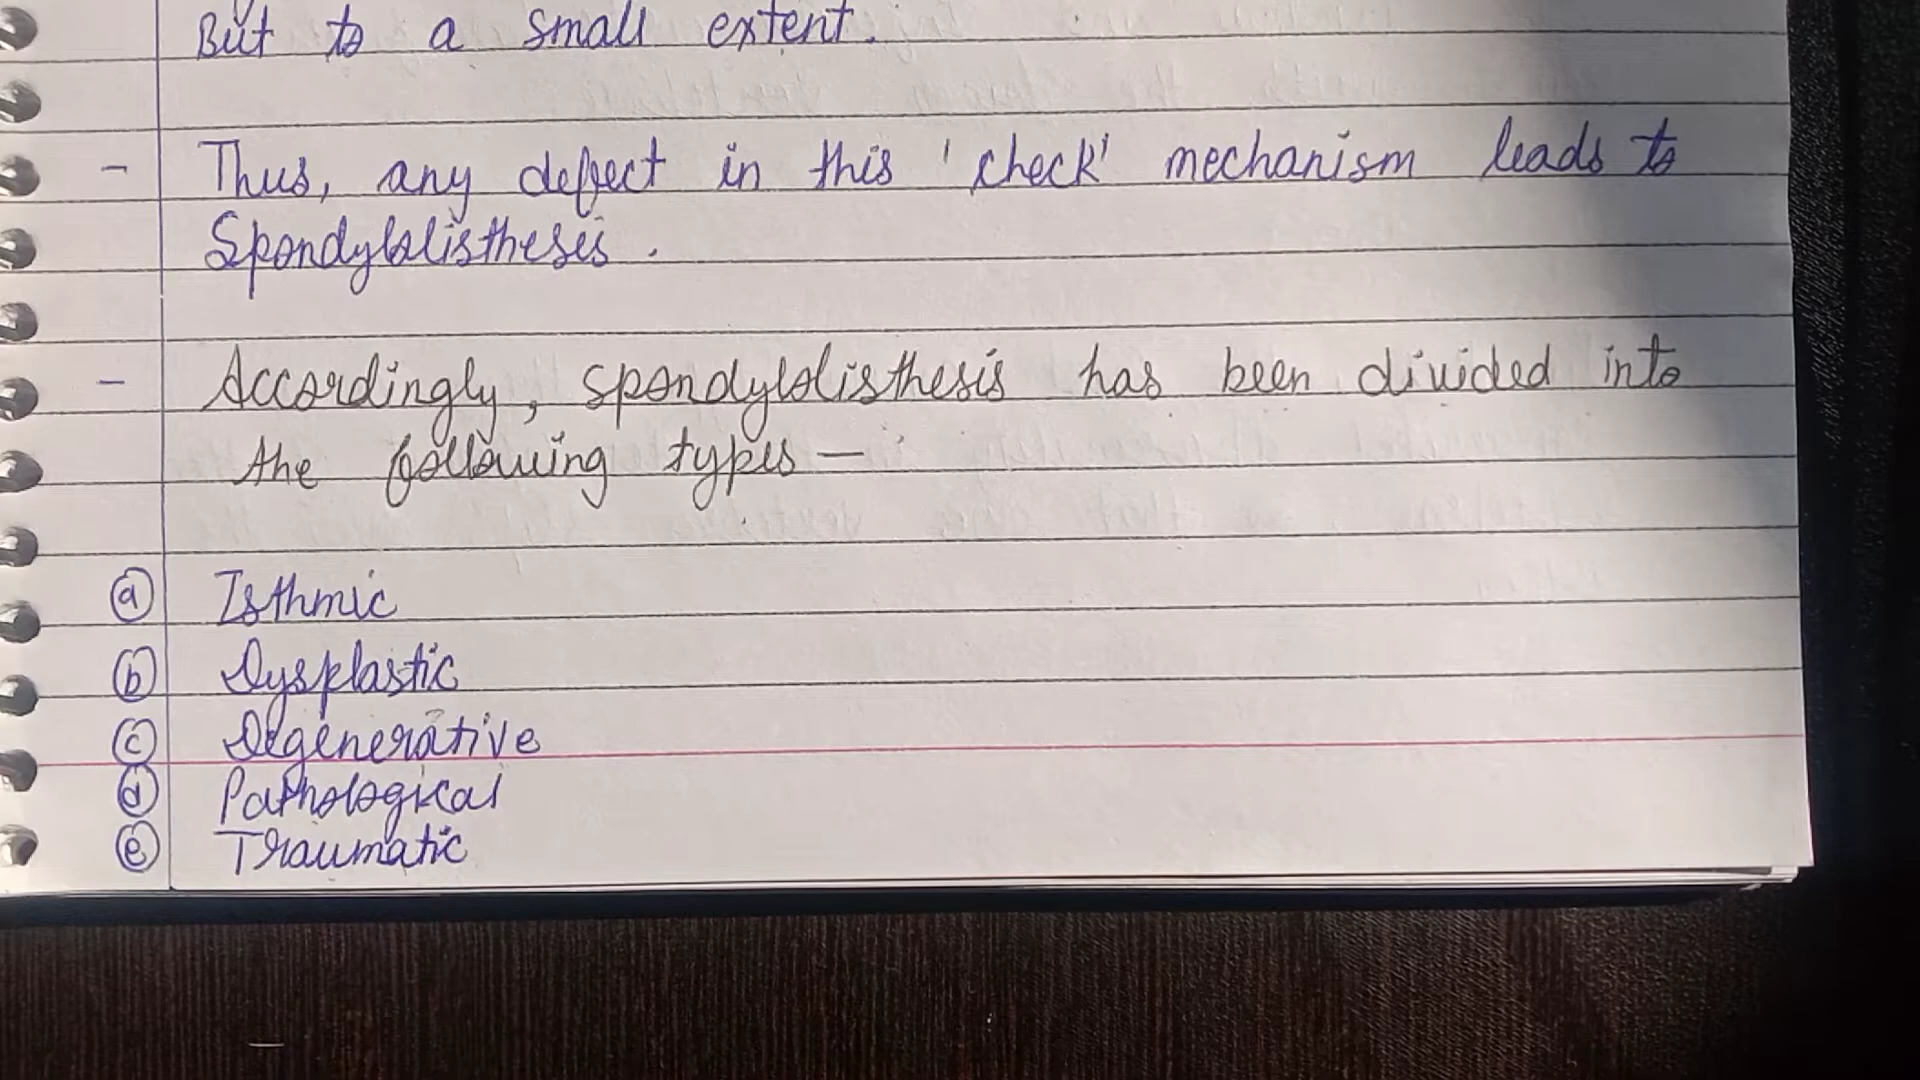 But to a small extent.
- Thus, any defect in this 'check' mechanism leads to
Spondylolistheses.
- Accordingly, spondylolisthesis has been divided into
the following types —
ⓐ Isthmic
ⓑ Dysplastic
ⓒ Degenerative
ⓓ Pathological
ⓔ Traumatic